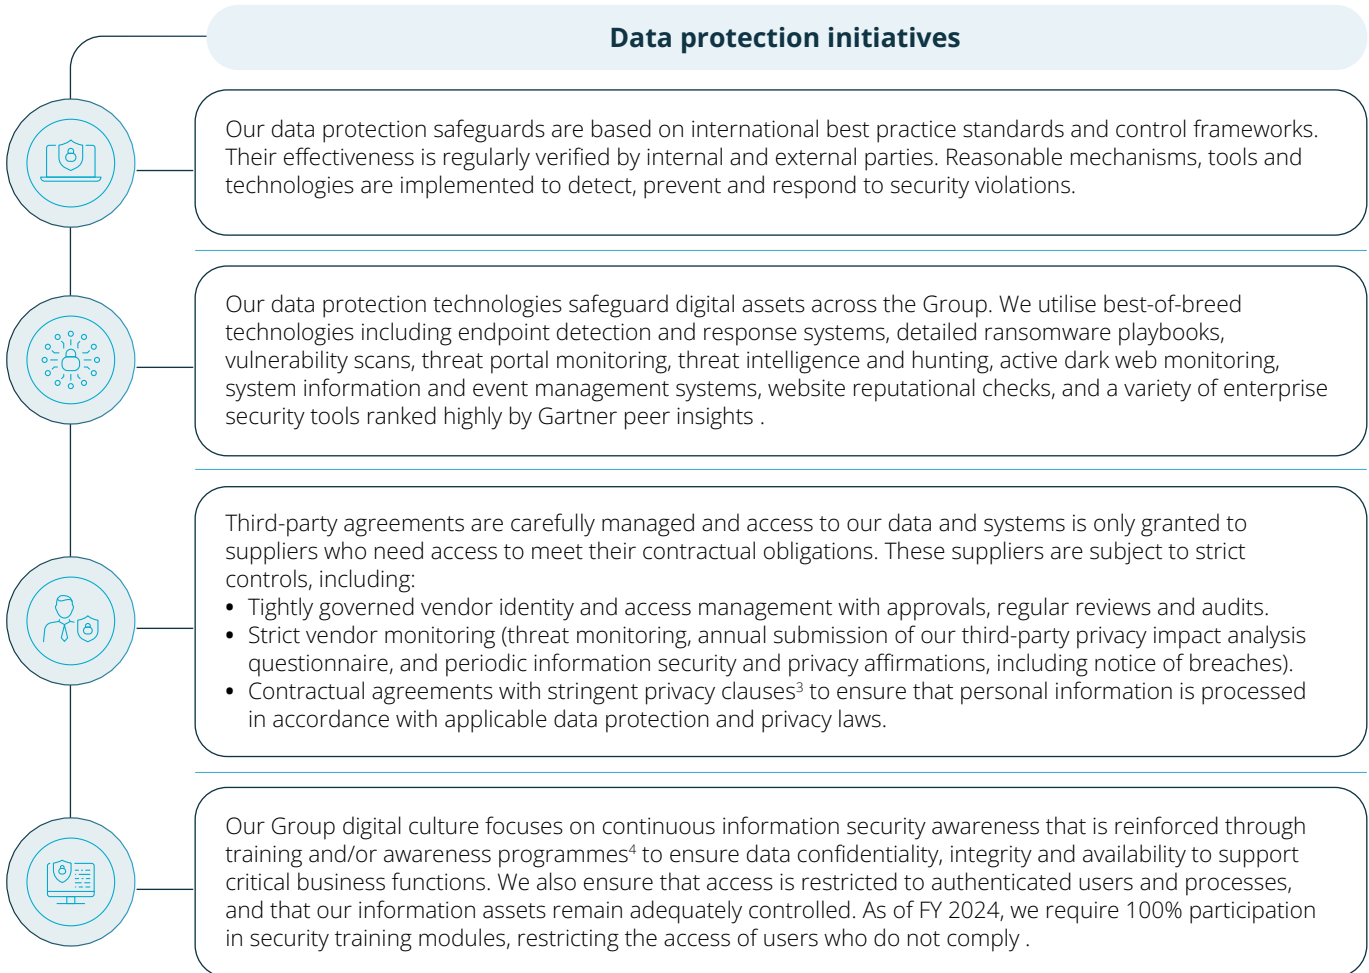 Data protection initiatives
Our data protection safeguards are based on international best practice standards and control frameworks.
Their effectiveness is regularly verified by internal and external parties. Reasonable mechanisms, tools and
technologies are implemented to detect, prevent and respond to security violations.
Our data protection technologies safeguard digital assets across the Group. We utilise best-of-breed
technologies including endpoint detection and response systems, detailed ransomware playbooks,
vulnerability scans, threat portal monitoring, threat intelligence and hunting, active dark web monitoring,
system information and event management systems, website reputational checks, and a variety of enterprise
security tools ranked highly by Gartner peer insights .
Third-party agreements are carefully managed and access to our data and systems is only granted to
suppliers who need access to meet their contractual obligations. These suppliers are subject to strict
controls, including:
• Tightly governed vendor identity and access management with approvals, regular reviews and audits.
• Strict vendor monitoring (threat monitoring, annual submission of our third-party privacy impact analysis
questionnaire, and periodic information security and privacy affirmations, including notice of breaches).
• Contractual agreements with stringent privacy clauses³ to ensure that personal information is processed
in accordance with applicable data protection and privacy laws.
Our Group digital culture focuses on continuous information security awareness that is reinforced through
training and/or awareness programmes⁴ to ensure data confidentiality, integrity and availability to support
critical business functions. We also ensure that access is restricted to authenticated users and processes,
and that our information assets remain adequately controlled. As of FY 2024, we require 100% participation
in security training modules, restricting the access of users who do not comply .